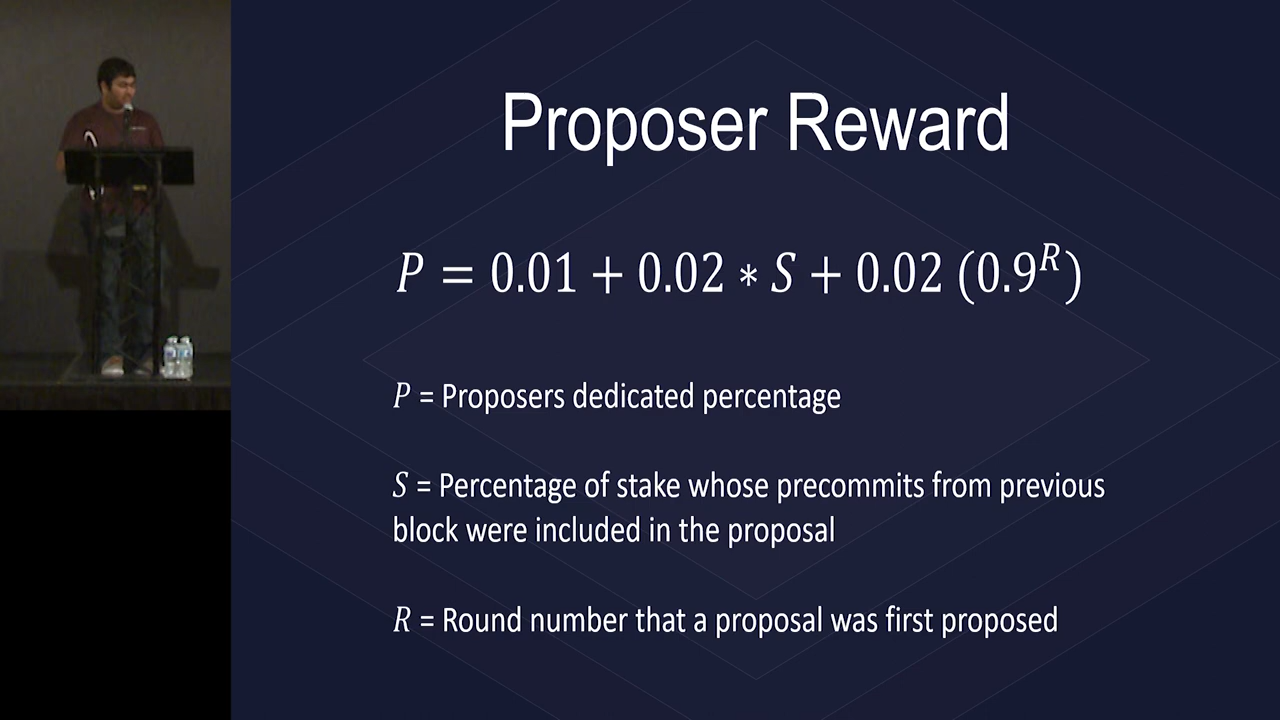 Proposer Reward
P = 0.01 + 0.02 * S + 0.02 (0.9^R)
P = Proposers dedicated percentage
S = Percentage of stake whose precommits from previous
block were included in the proposal
R = Round number that a proposal was first proposed